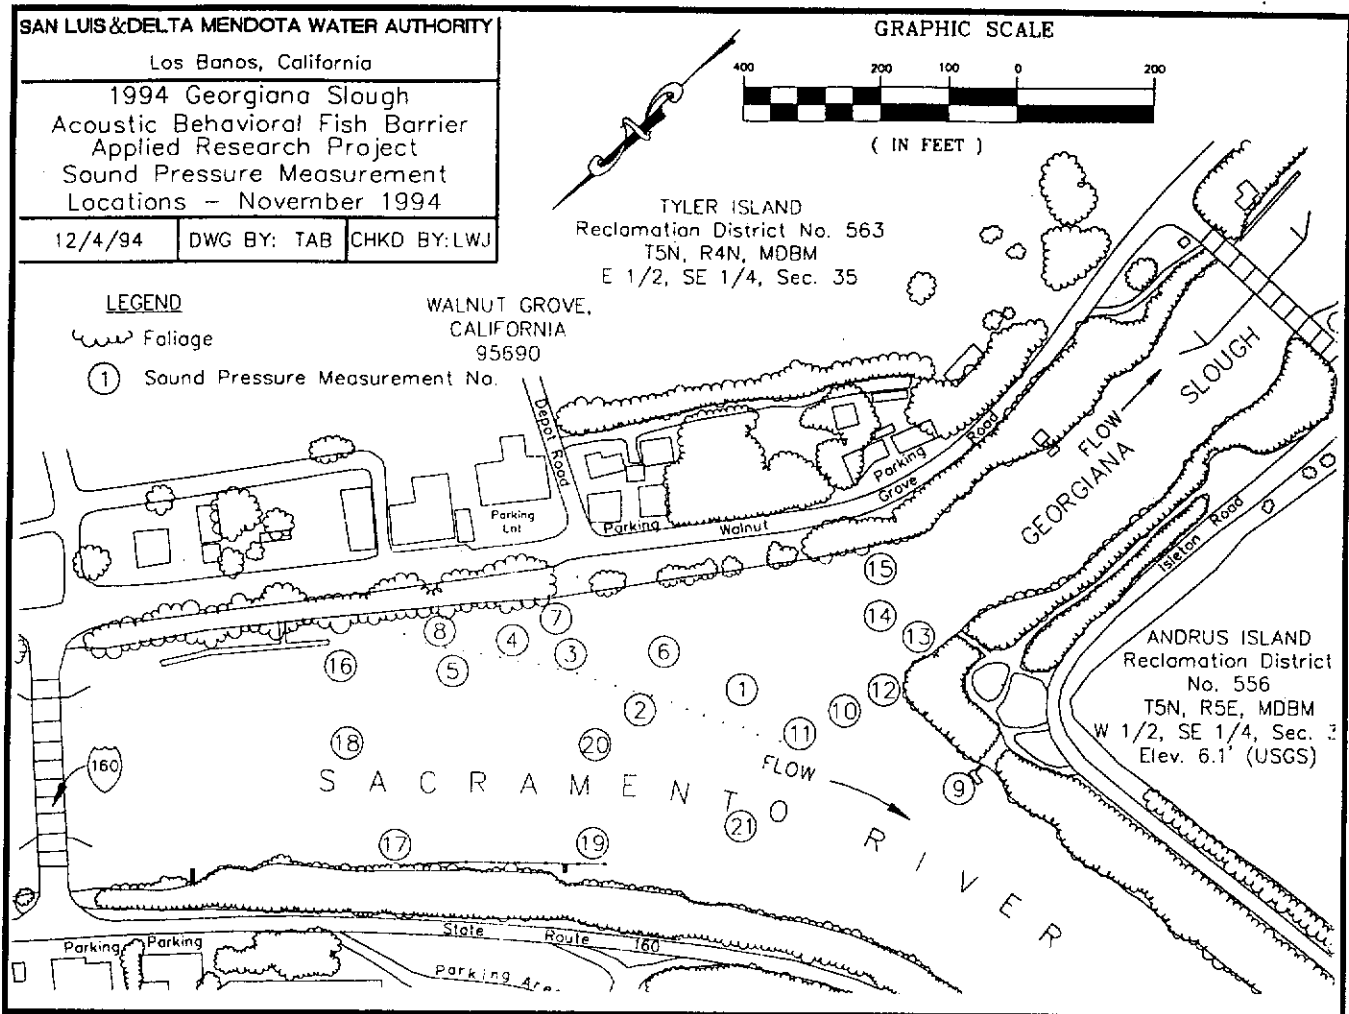 SAN LUIS & DELTA MENDOTA WATER AUTHORITY
Los Banos, California
1994 Georgiana Slough
Acoustic Behavioral Fish Barrier
Applied Research Project
Sound Pressure Measurement
Locations - November 1994
12/4/94 DWG BY: TAB CHKD BY: LWJ
GRAPHIC SCALE
400 200 100 0 200
( IN FEET )
N
TYLER ISLAND
Reclamation District No. 563
T5N, R4N, MDBM
E 1/2, SE 1/4, Sec. 35
LEGEND
Foliage
1 Sound Pressure Measurement No.
WALNUT GROVE,
CALIFORNIA
95690
Depot Road
Parking
Lot
Parking
Walnut
Grove
Road
Parking
FLOW
GEORGIANA
SLOUGH
Isleton Road
ANDRUS ISLAND
Reclamation District
No. 556
T5N, R5E, MDBM
W 1/2, SE 1/4, Sec.
Elev. 6.1' (USGS)
15
14
13
7
8
4
3
6
16
5
1
12
2
10
11
18
20
9
21
17
19
160
FLOW
SACRAMENTO RIVER
State Route 160
Parking
Parking
Parking Area